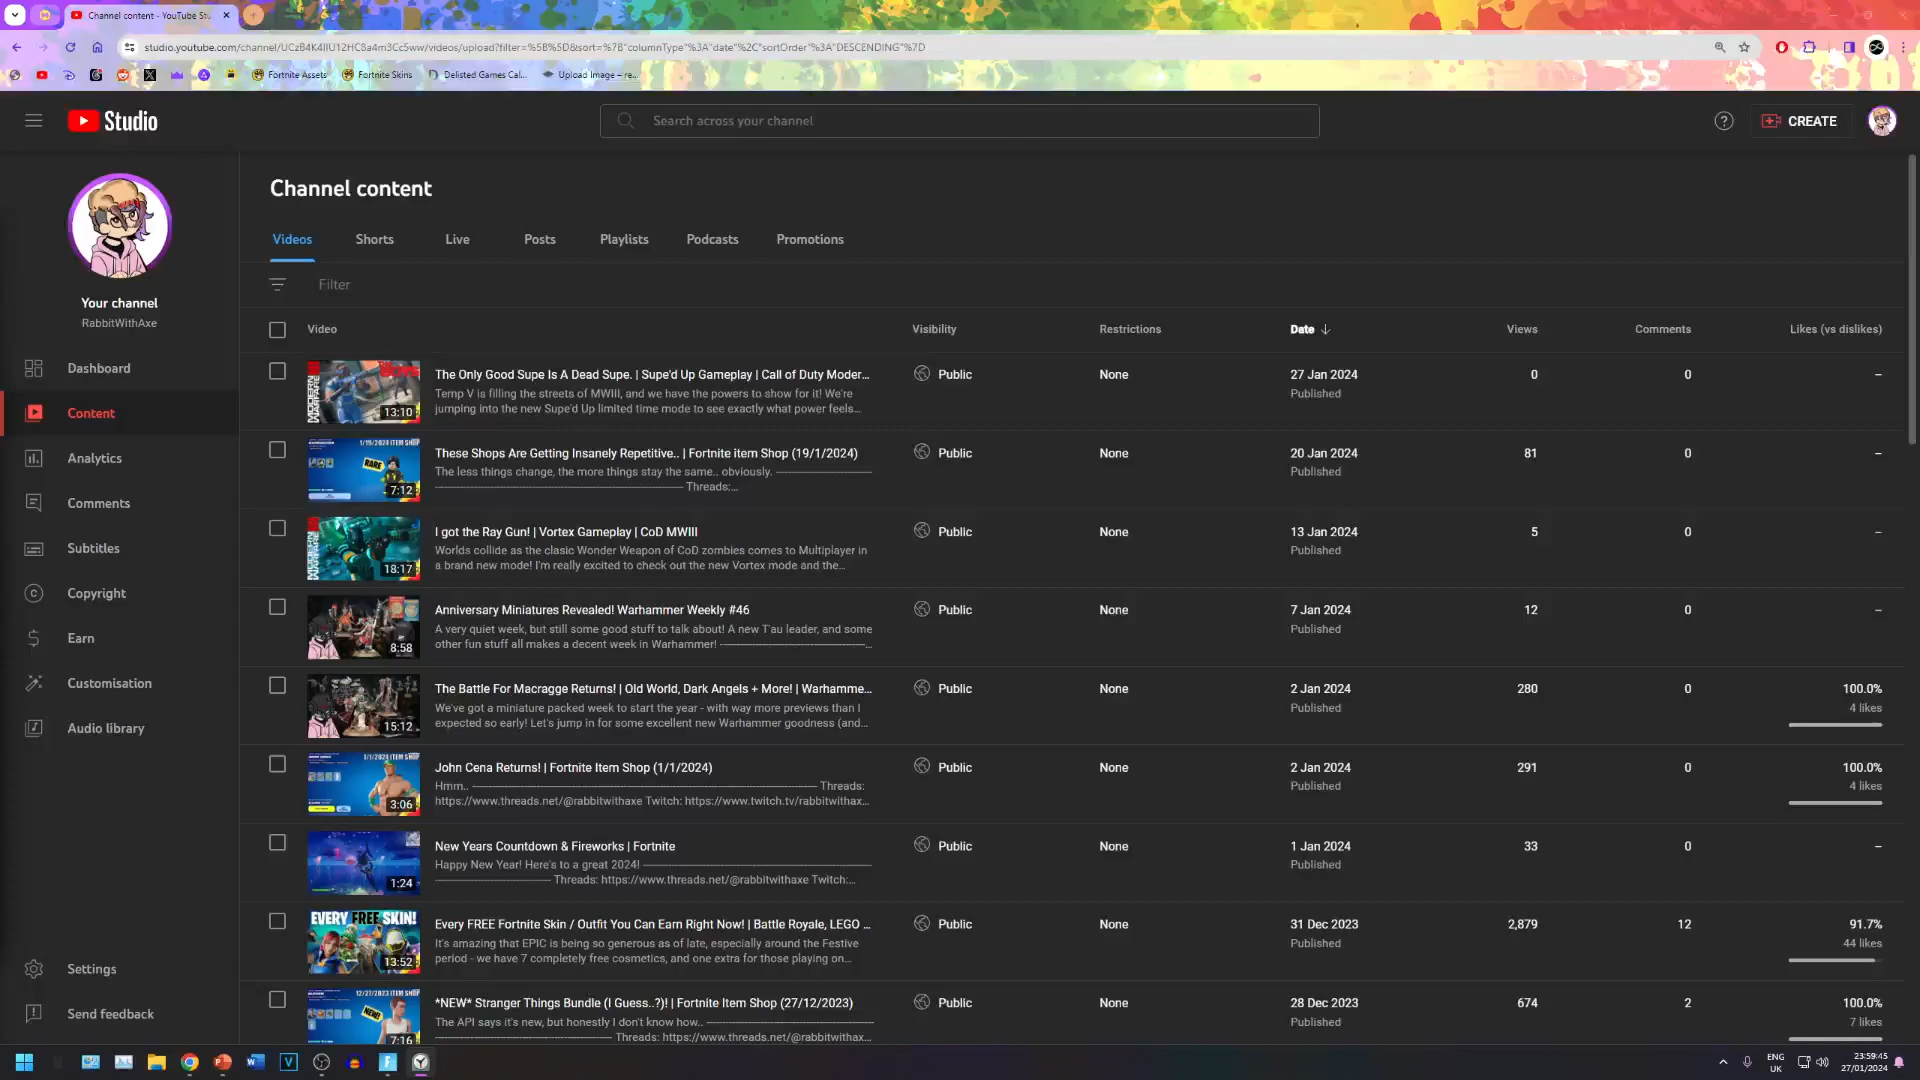 Channel content - YouTube Stu
studio.youtube.com/channel/UCzB4K4IIU12HC8a4m3Cc5ww/videos/upload?filter=%5B%5D&sort=%7B"columnType"%3A"date"%2C"sortOrder"%3A"DESCENDING"%7D
Fortnite Assets
Fortnite Skins
Delisted Games Cal...
Upload Image – re...
Studio
Search across your channel
CREATE
Channel content
Videos
Shorts
Live
Posts
Playlists
Podcasts
Promotions
Filter
Your channel
RabbitWithAxe
Dashboard
Content
Analytics
Comments
Subtitles
Copyright
Earn
Customisation
Audio library
Settings
Send feedback
Video
Visibility
Restrictions
Date
Views
Comments
Likes (vs dislikes)
13:10
The Only Good Supe Is A Dead Supe. | Supe'd Up Gameplay | Call of Duty Moder...
Temp V is filling the streets of MWIII, and we have the powers to show for it! We're
jumping into the new Supe'd Up limited time mode to see exactly what power feels...
Public
None
27 Jan 2024
Published
0
0
–
1/19/2024 ITEM SHOP
RARE
7:12
These Shops Are Getting Insanely Repetitive.. | Fortnite item Shop (19/1/2024)
The less things change, the more things stay the same.. obviously. ----------
---------- Threads:...
Public
None
20 Jan 2024
Published
81
0
–
18:17
I got the Ray Gun! | Vortex Gameplay | CoD MWIII
Worlds collide as the clasic Wonder Weapon of CoD zombies comes to Multiplayer in
a brand new mode! I'm really excited to check out the new Vortex mode and the...
Public
None
13 Jan 2024
Published
5
0
–
8:58
Anniversary Miniatures Revealed! Warhammer Weekly #46
A very quiet week, but still some good stuff to talk about! A new T'au leader, and some
other fun stuff all makes a decent week in Warhammer! ----------...
Public
None
7 Jan 2024
Published
12
0
–
15:12
The Battle For Macragge Returns! | Old World, Dark Angels + More! | Warhamme...
We've got a miniature packed week to start the year - with way more previews than I
expected so early! Let's jump in for some excellent new Warhammer goodness (and...
Public
None
2 Jan 2024
Published
280
0
100.0%
4 likes
1/1/2024 ITEM SHOP
3:06
John Cena Returns! | Fortnite Item Shop (1/1/2024)
Hmm.. ---------- Threads:
https://www.threads.net/@rabbitwithaxe Twitch: https://www.twitch.tv/rabbitwithax...
Public
None
2 Jan 2024
Published
291
0
100.0%
4 likes
1:24
New Years Countdown & Fireworks | Fortnite
Happy New Year! Here's to a great 2024! ----------
---------- Threads: https://www.threads.net/@rabbitwithaxe Twitch:...
Public
None
1 Jan 2024
Published
33
0
–
EVERY FREE SKIN!
13:52
Every FREE Fortnite Skin / Outfit You Can Earn Right Now! | Battle Royale, LEGO ...
It's amazing that EPIC is being so generous as of late, especially around the Festive
period - we have 7 completely free cosmetics, and one extra for those playing on...
Public
None
31 Dec 2023
Published
2,879
12
91.7%
44 likes
12/27/2023 ITEM SHOP
NEW!
7:16
*NEW* Stranger Things Bundle (I Guess..?)! | Fortnite Item Shop (27/12/2023)
The API says it's new, but honestly I don't know how.. ----------
---------- Threads: https://www.threads.net/@rabbitwithaxe
Public
None
28 Dec 2023
Published
674
2
100.0%
7 likes
ENG
UK
23:59:45
27/01/2024